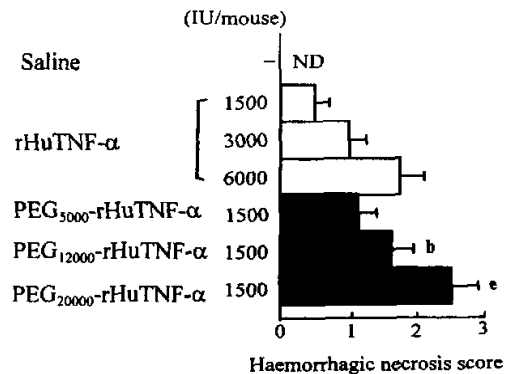 (IU/mouse)
Saline – ND
1500
rHuTNF-α 3000
6000
PEG5000-rHuTNF-α 1500
PEG12000-rHuTNF-α 1500 b
PEG20000-rHuTNF-α 1500 e
0 1 2 3
Haemorrhagic necrosis score